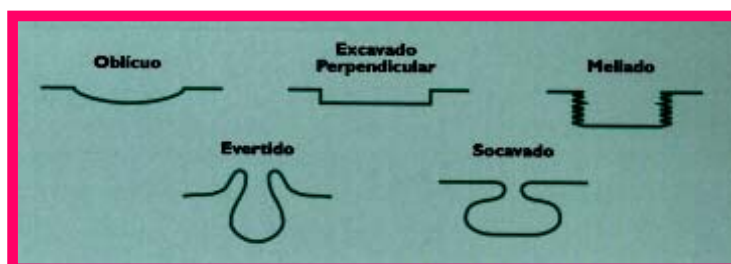 Oblícuo
Excavado
Perpendicular
Mellado
Evertido
Socavado